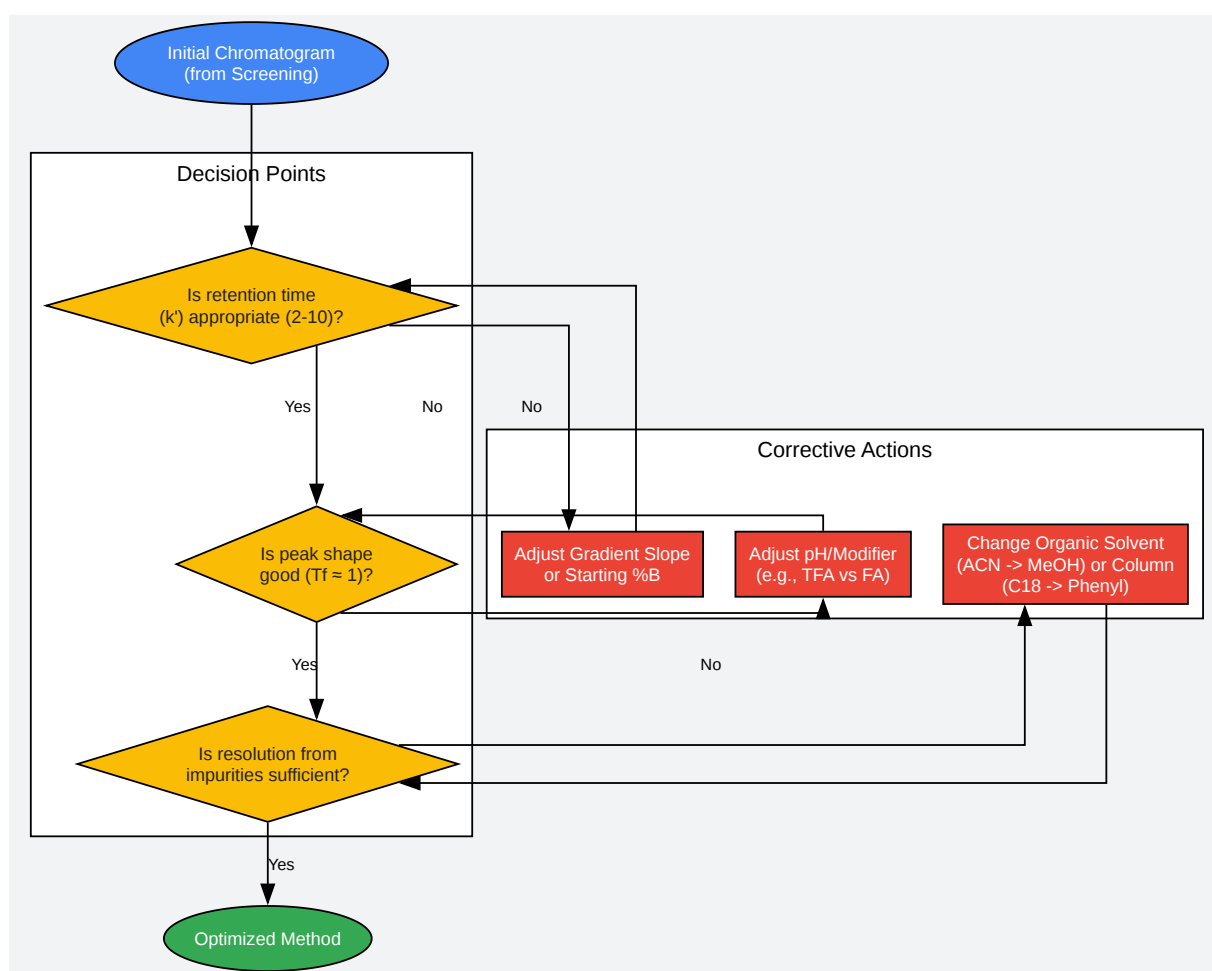 Initial Chromatogram
(from Screening)
Decision Points
Is retention time
(k') appropriate (2-10)?
Yes
No
No
Corrective Actions
Is peak shape
good (Tf ≈ 1)?
Adjust Gradient Slope
or Starting %B
Adjust pH/Modifier
(e.g., TFA vs FA)
Change Organic Solvent
(ACN -> MeOH) or Column
(C18 -> Phenyl)
Yes
No
Is resolution from
impurities sufficient?
Yes
Optimized Method